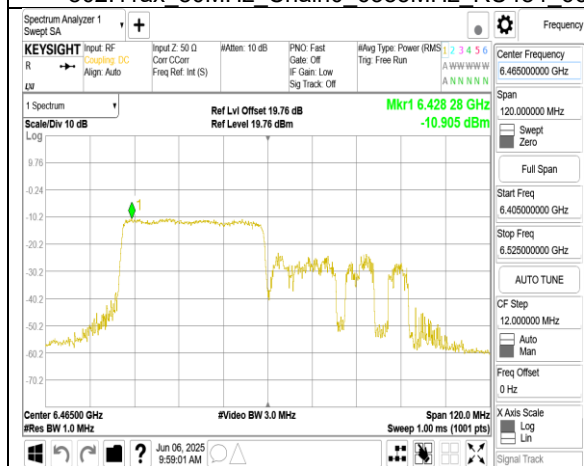 Spectrum Analyzer 1
Swept SA
Frequency
KEYSIGHT
R
Input: RF
Coupling: DC
Align: Auto
Input Z: 50 Ω
Corr CCorr
Freq Ref: Int (S)
#Atten: 10 dB
PNO: Fast
Gate: Off
IF Gain: Low
Sig Track: Off
#Avg Type: Power (RMS
Trig: Free Run
1 2 3 4 5 6
A W W W W W
A N N N N N
1 Spectrum
Scale/Div 10 dB
Log
Ref Lvl Offset 19.76 dB
Ref Level 19.76 dBm
Mkr1 6.428 28 GHz
-10.905 dBm
9.76
-0.24
-10.2
-20.2
-30.2
-40.2
-50.2
-60.2
-70.2
1
Center 6.46500 GHz
#Res BW 1.0 MHz
#Video BW 3.0 MHz
Span 120.0 MHz
Sweep 1.00 ms (1001 pts)
Center Frequency
6.465000000 GHz
Span
120.000000 MHz
Swept
Zero
Full Span
Start Freq
6.405000000 GHz
Stop Freq
6.525000000 GHz
AUTO TUNE
CF Step
12.000000 MHz
Auto
Man
Freq Offset
0 Hz
X Axis Scale
Log
Lin
Signal Track
?
Jun 06, 2025
9:59:01 AM